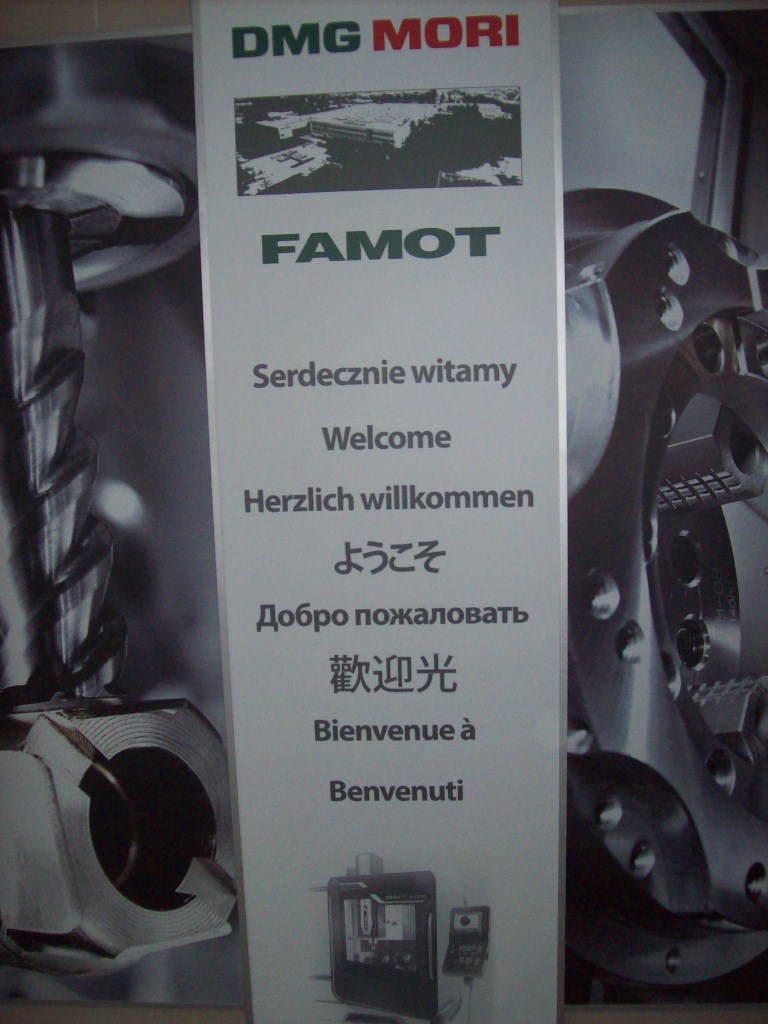 DMG MORI
FAMOT
Serdecznie witamy
Welcome
Herzlich willkommen
ようこそ
Добро пожаловать
歡迎光
Bienvenue à
Benvenuti